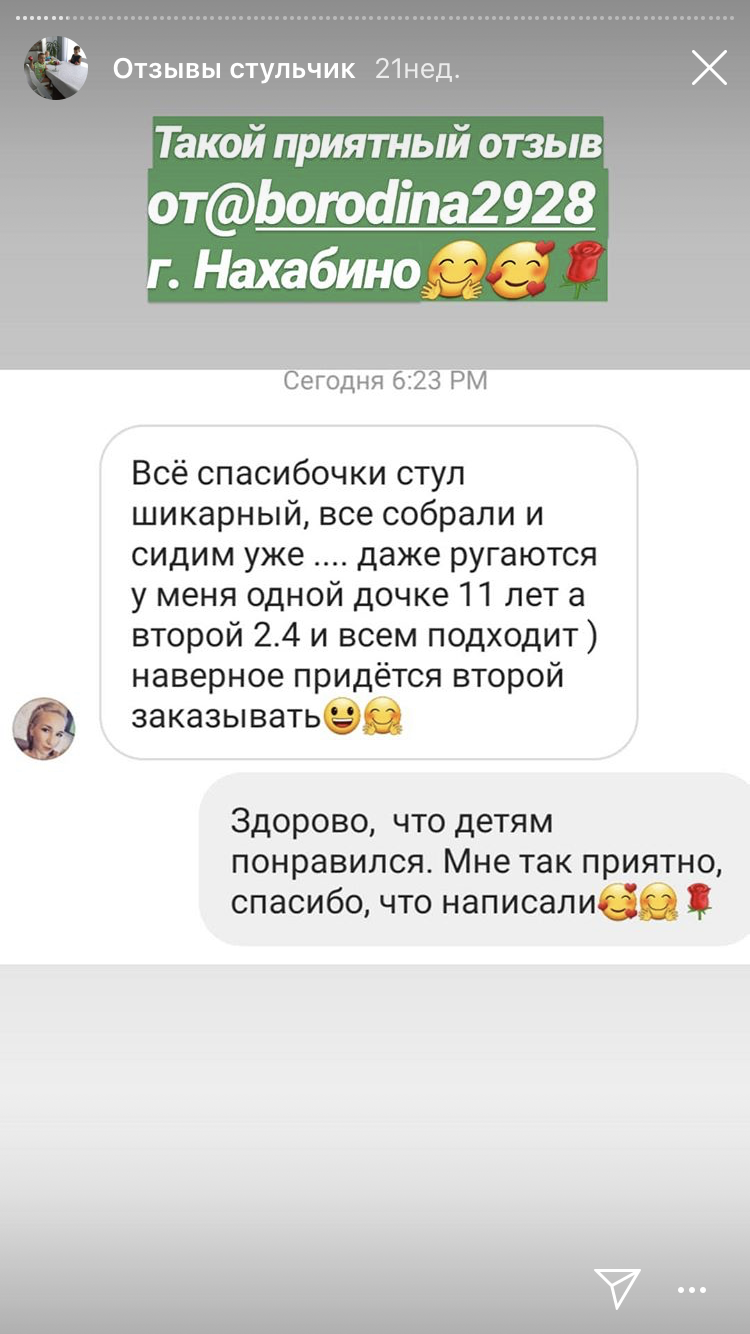 Отзывы стульчик 21нед.
Такой приятный отзыв
от@borodina2928
г. Нахабино🤗🥰🌹
Сегодня 6:23 PM
Всё спасибочки стул
шикарный, все собрали и
сидим уже .... даже ругаются
у меня одной дочке 11 лет а
второй 2.4 и всем подходит )
наверное придётся второй
заказывать😀🤗
Здорово,  что детям
понравился. Мне так приятно,
спасибо, что написали🥰🤗🌹